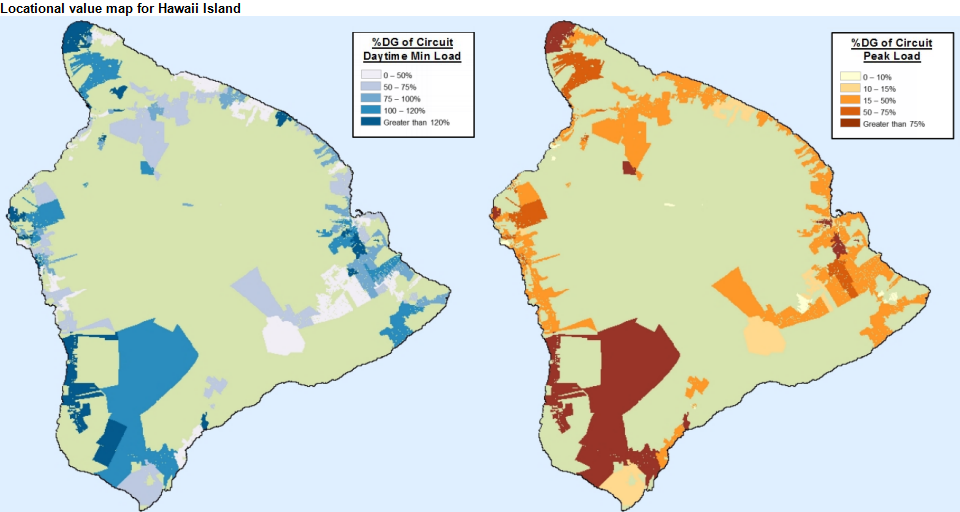 Locational value map for Hawaii Island
%DG of Circuit
Daytime Min Load
0 – 50%
50 – 75%
75 – 100%
100 – 120%
Greater than 120%
%DG of Circuit
Peak Load
0 – 10%
10 – 15%
15 – 50%
50 – 75%
Greater than 75%